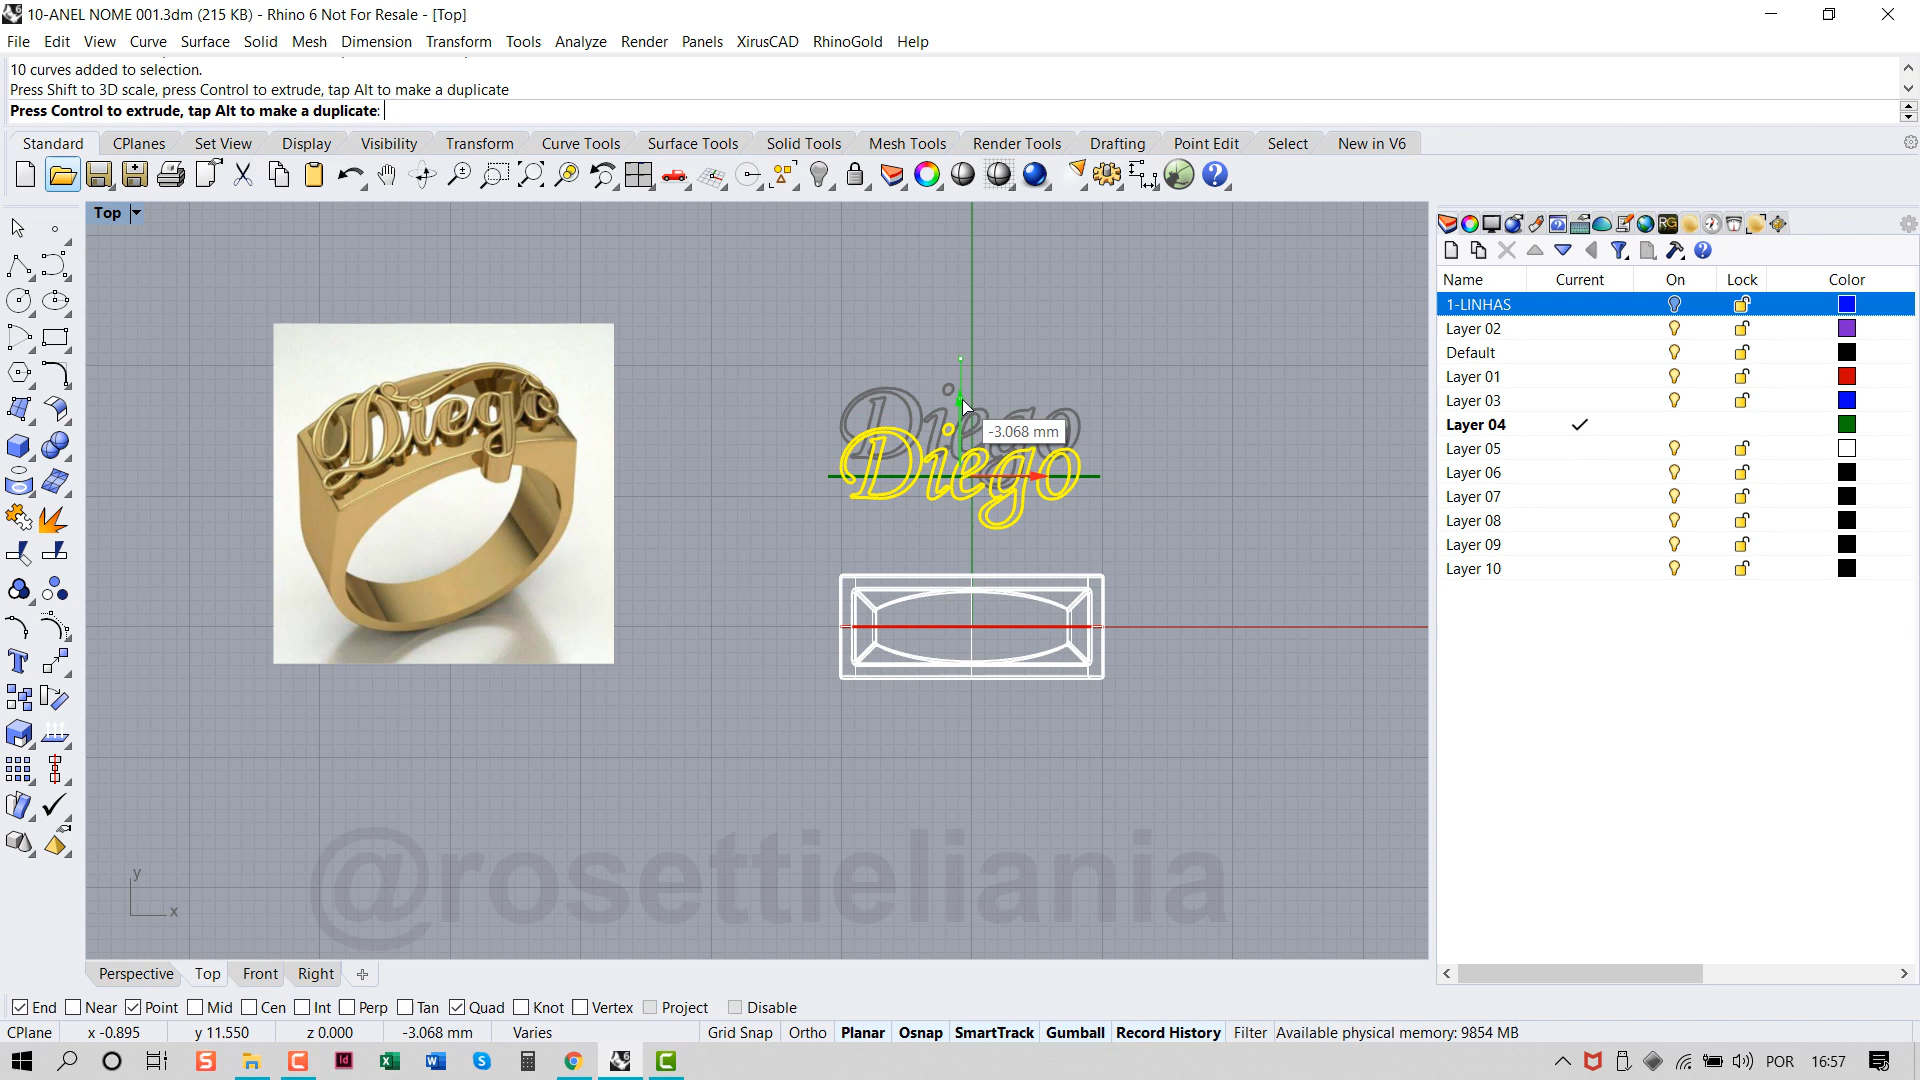 10-ANEL NOME 001.3dm (215 KB) - Rhino 6 Not For Resale - [Top]
File Edit View Curve Surface Solid Mesh Dimension Transform Tools Analyze Render Panels XirusCAD RhinoGold Help
10 curves added to selection.
Press Shift to 3D scale, press Control to extrude, tap Alt to make a duplicate
Press Control to extrude, tap Alt to make a duplicate:
Standard CPlanes Set View Display Visibility Transform Curve Tools Surface Tools Solid Tools Mesh Tools Render Tools Drafting Point Edit Select New in V6
Top
RG
Name Current On Lock Color
1-LINHAS
Layer 02
Default
Layer 01
Layer 03
Layer 04
Layer 05
Layer 06
Layer 07
Layer 08
Layer 09
Layer 10
Diego
Diego
-3.068 mm
Diego
@rosettieliania
y
x
Perspective Top Front Right
End Near Point Mid Cen Int Perp Tan Quad Knot Vertex Project Disable
CPlane x -0.895 y 11.550 z 0.000 -3.068 mm Varies Grid Snap Ortho Planar Osnap SmartTrack Gumball Record History Filter Available physical memory: 9854 MB
POR 16:57